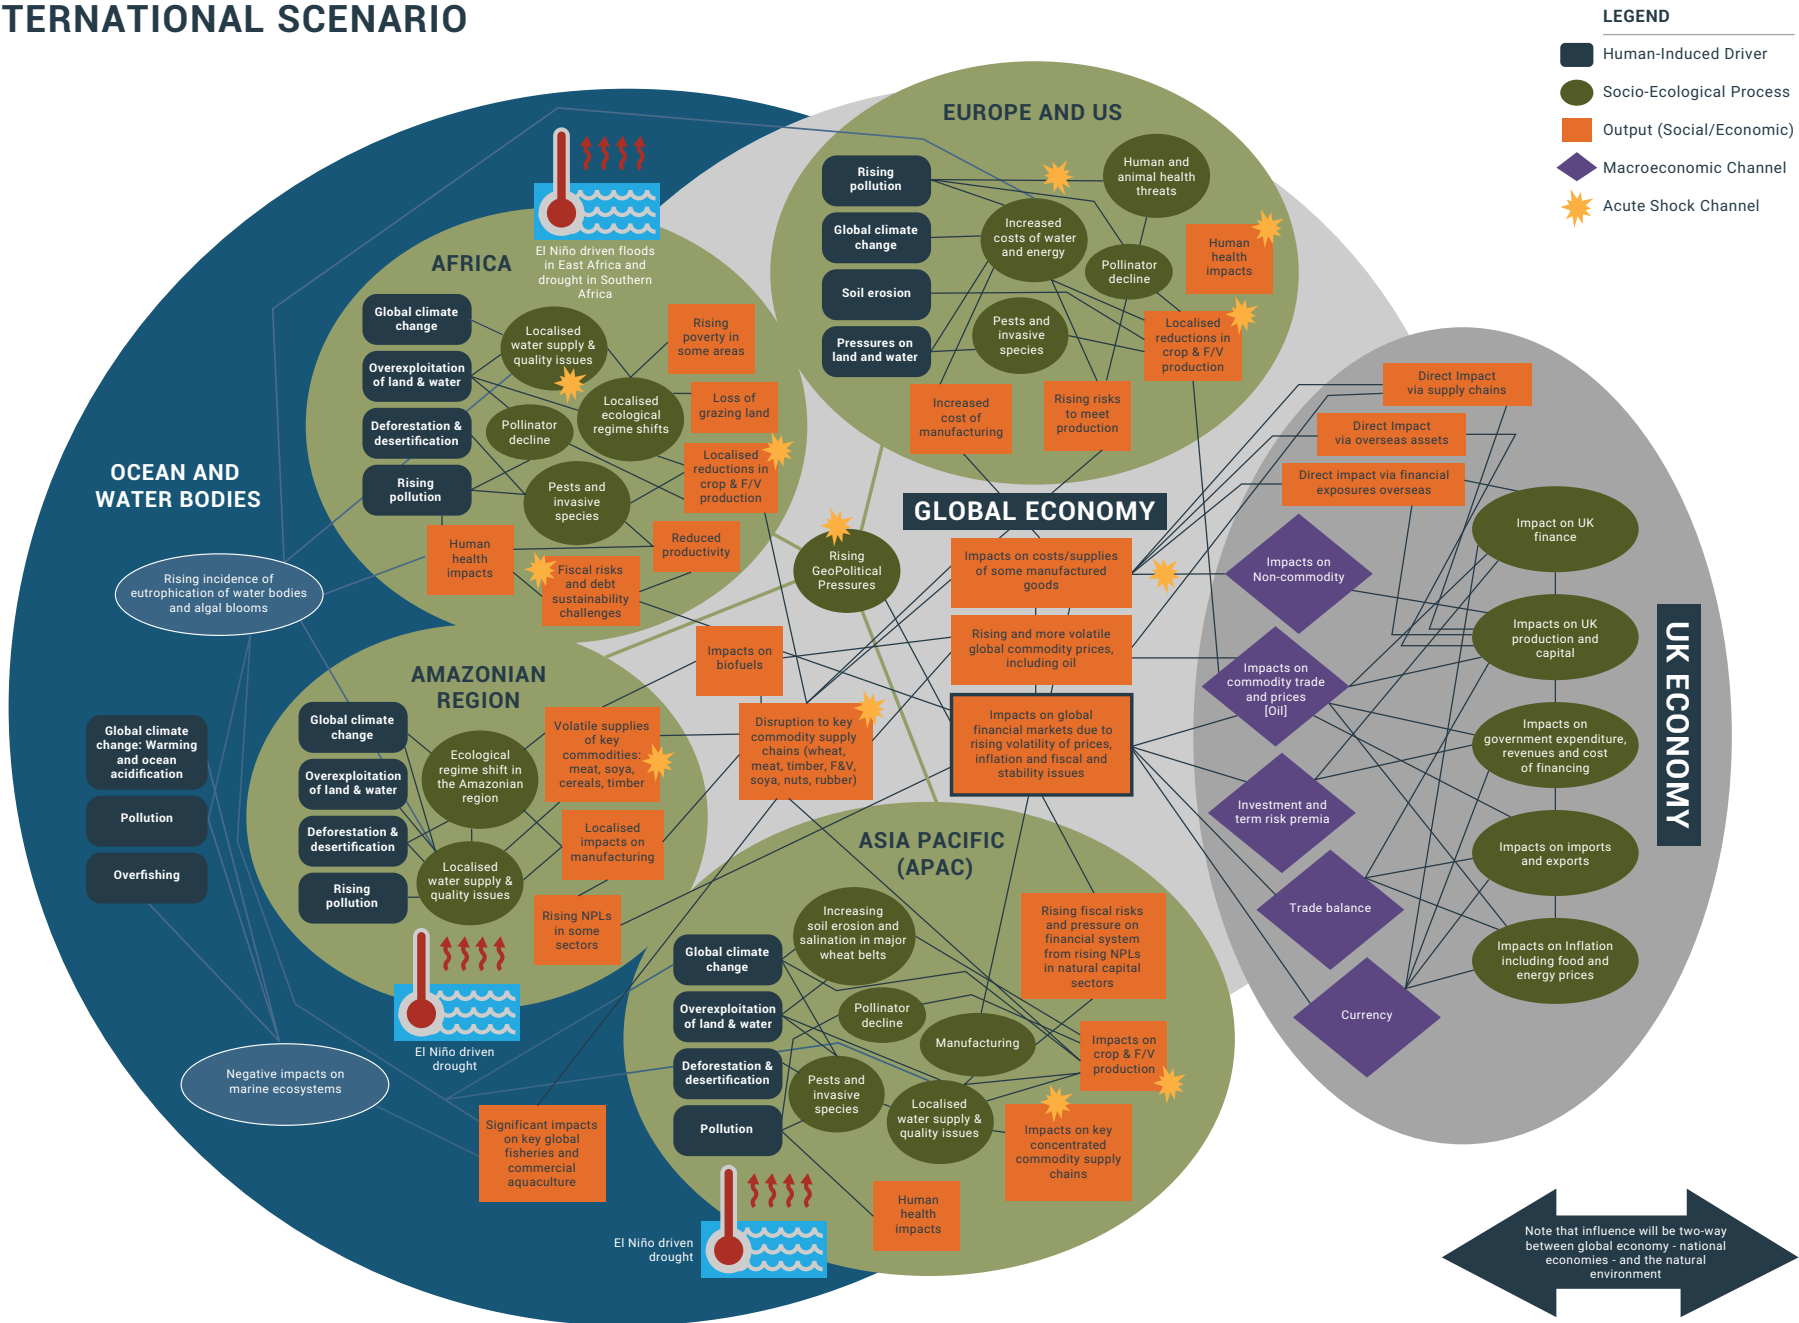 TERNATIONAL SCENARIO
LEGEND
Human-Induced Driver
Socio-Ecological Process
Output (Social/Economic)
Macroeconomic Channel
Acute Shock Channel
EUROPE AND US
Rising
pollution
Global climate
change
Soil erosion
Pressures on
land and water
Human and
animal health
threats
Increased
costs of water
and energy
Pollinator
decline
Pests and
invasive
species
Human
health
impacts
Localised
reductions in
crop & F/V
production
Increased
cost of
manufacturing
Rising risks
to meet
production
El Niño driven floods
in East Africa and
drought in Southern
Africa
AFRICA
Global climate
change
Overexploitation
of land & water
Deforestation &
desertification
Rising
pollution
Localised
water supply &
quality issues
Localised
ecological
regime shifts
Pollinator
decline
Pests and
invasive
species
Rising
poverty in
some areas
Loss of
grazing land
Localised
reductions in
crop & F/V
production
Reduced
productivity
Human
health
impacts
Fiscal risks
and debt
sustainability
challenges
OCEAN AND
WATER BODIES
Rising incidence of
eutrophication of water bodies
and algal blooms
Global climate
change: Warming
and ocean
acidification
Pollution
Overfishing
Negative impacts on
marine ecosystems
Significant impacts
on key global
fisheries and
commercial
aquaculture
AMAZONIAN
REGION
Global climate
change
Overexploitation
of land & water
Deforestation &
desertification
Rising
pollution
Ecological
regime shift in
the Amazonian
region
Localised
water supply &
quality issues
Volatile supplies
of key
commodities:
meat, soya,
cereals, timber
Localised
impacts on
manufacturing
Rising NPLs
in some
sectors
El Niño driven
drought
Rising
GeoPolitical
Pressures
GLOBAL ECONOMY
Impacts on costs/supplies
of some manufactured
goods
Rising and more volatile
global commodity prices,
including oil
Impacts on global
financial markets due to
rising volatility of prices,
inflation and fiscal and
stability issues
Impacts on
biofuels
Disruption to key
commodity supply
chains (wheat,
meat, timber, F&V,
soya, nuts, rubber)
ASIA PACIFIC
(APAC)
Global climate
change
Overexploitation
of land & water
Deforestation &
desertification
Pollution
Increasing
soil erosion and
salination in major
wheat belts
Pollinator
decline
Manufacturing
Pests and
invasive
species
Localised
water supply &
quality issues
Rising fiscal risks
and pressure on
financial system
from rising NPLs
in natural capital
sectors
Impacts on
crop & F/V
production
Impacts on key
concentrated
commodity supply
chains
Human
health
impacts
El Niño driven
drought
UK ECONOMY
Direct Impact
via supply chains
Direct Impact
via overseas assets
Direct impact via financial
exposures overseas
Impacts on
Non-commodity
Impacts on
commodity trade
and prices
[Oil]
Investment and
term risk premia
Trade balance
Currency
Impact on UK
finance
Impacts on UK
production and
capital
Impacts on
government expenditure,
revenues and cost
of financing
Impacts on imports
and exports
Impacts on Inflation
including food and
energy prices
Note that influence will be two-way
between global economy - national
economies - and the natural
environment